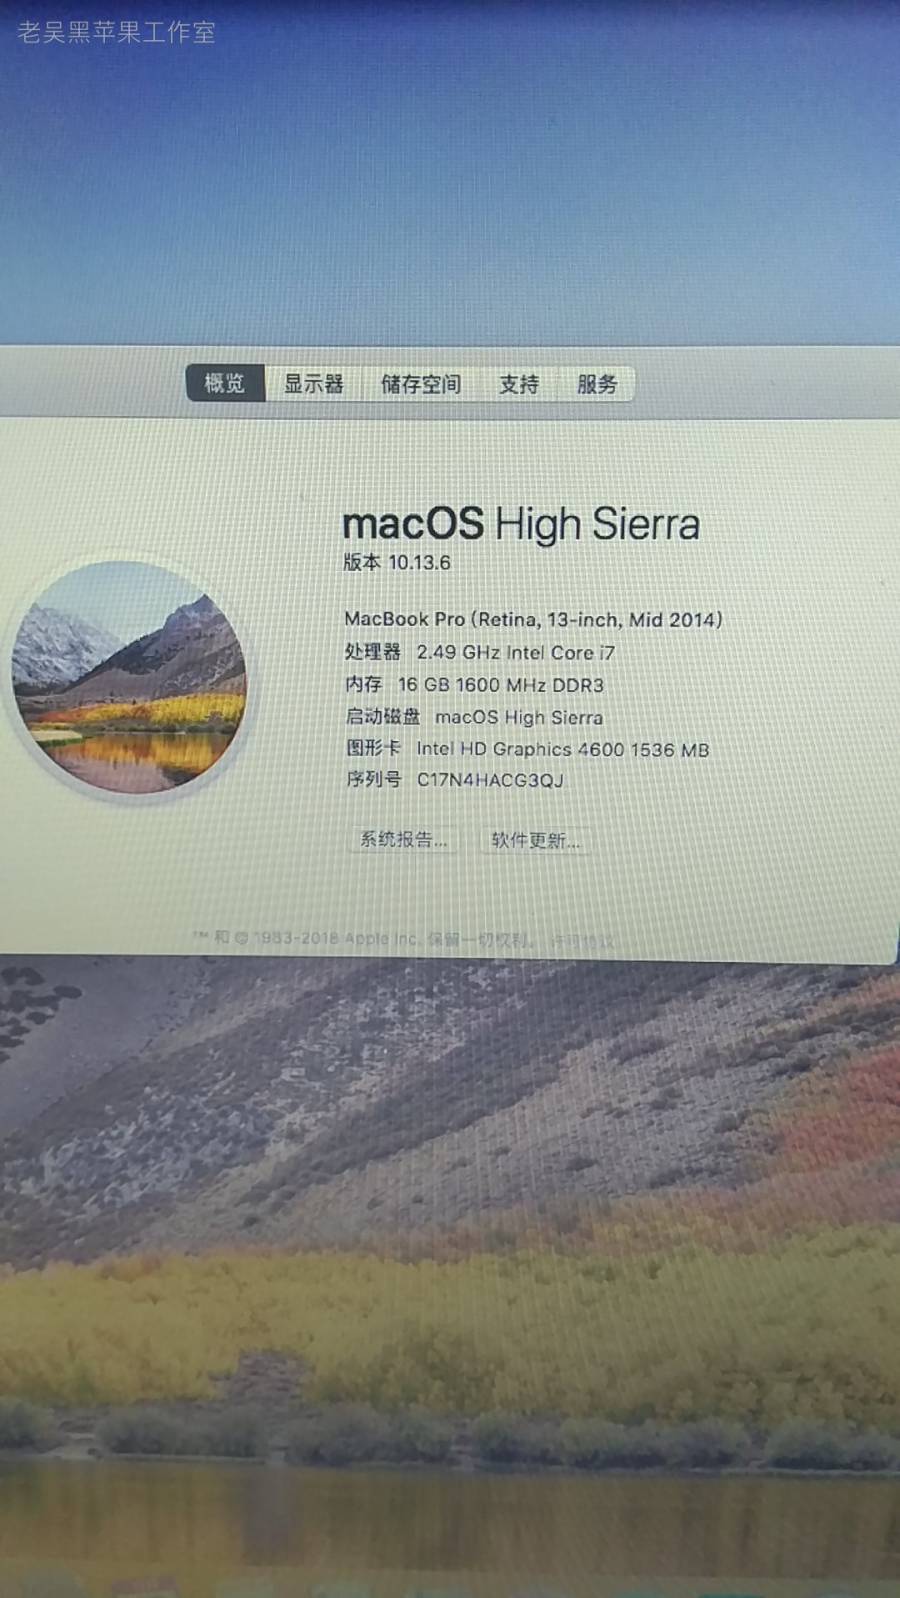 老吴黑苹果工作室
概览 显示器 储存空间 支持 服务
macOS High Sierra
版本 10.13.6
MacBook Pro (Retina, 13-inch, Mid 2014)
处理器 2.49 GHz Intel Core i7
内存 16 GB 1600 MHz DDR3
启动磁盘 macOS High Sierra
图形卡 Intel HD Graphics 4600 1536 MB
序列号 C17N4HACG3QJ
系统报告... 软件更新...
™ 和 © 1983-2018 Apple Inc. 保留一切权利。 许可协议